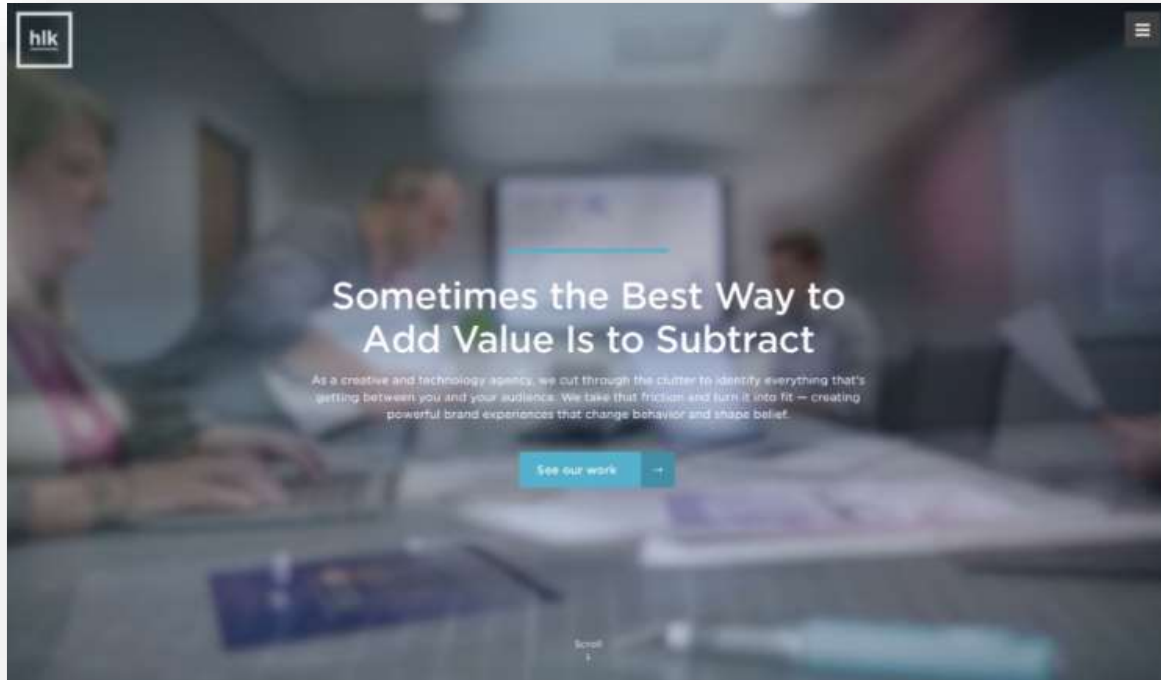 hlk
Sometimes the Best Way to
Add Value Is to Subtract
As a creative and technology agency, we cut through the clutter to identify everything that's
getting between you and your audience. We take that friction and turn it into fit — creating
powerful brand experiences that change behavior and shape belief.
See our work →
Scroll
↓